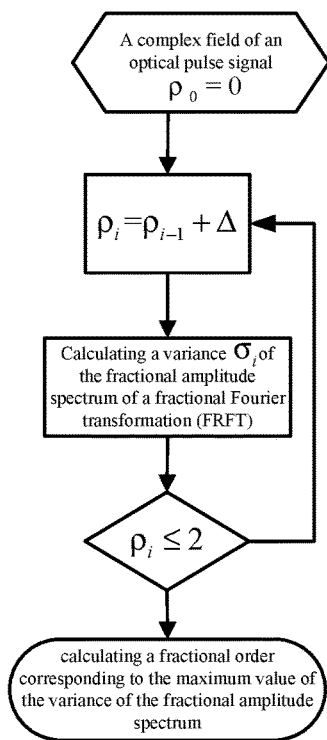 A complex field of an
optical pulse signal
ρ₀ = 0
ρᵢ=ρᵢ₋₁ + Δ
Calculating a variance σᵢ of
the fractional amplitude
spectrum of a fractional Fourier
transformation (FRFT)
ρᵢ ≤ 2
calculating a fractional order
corresponding to the maximum value of
the variance of the fractional amplitude
spectrum